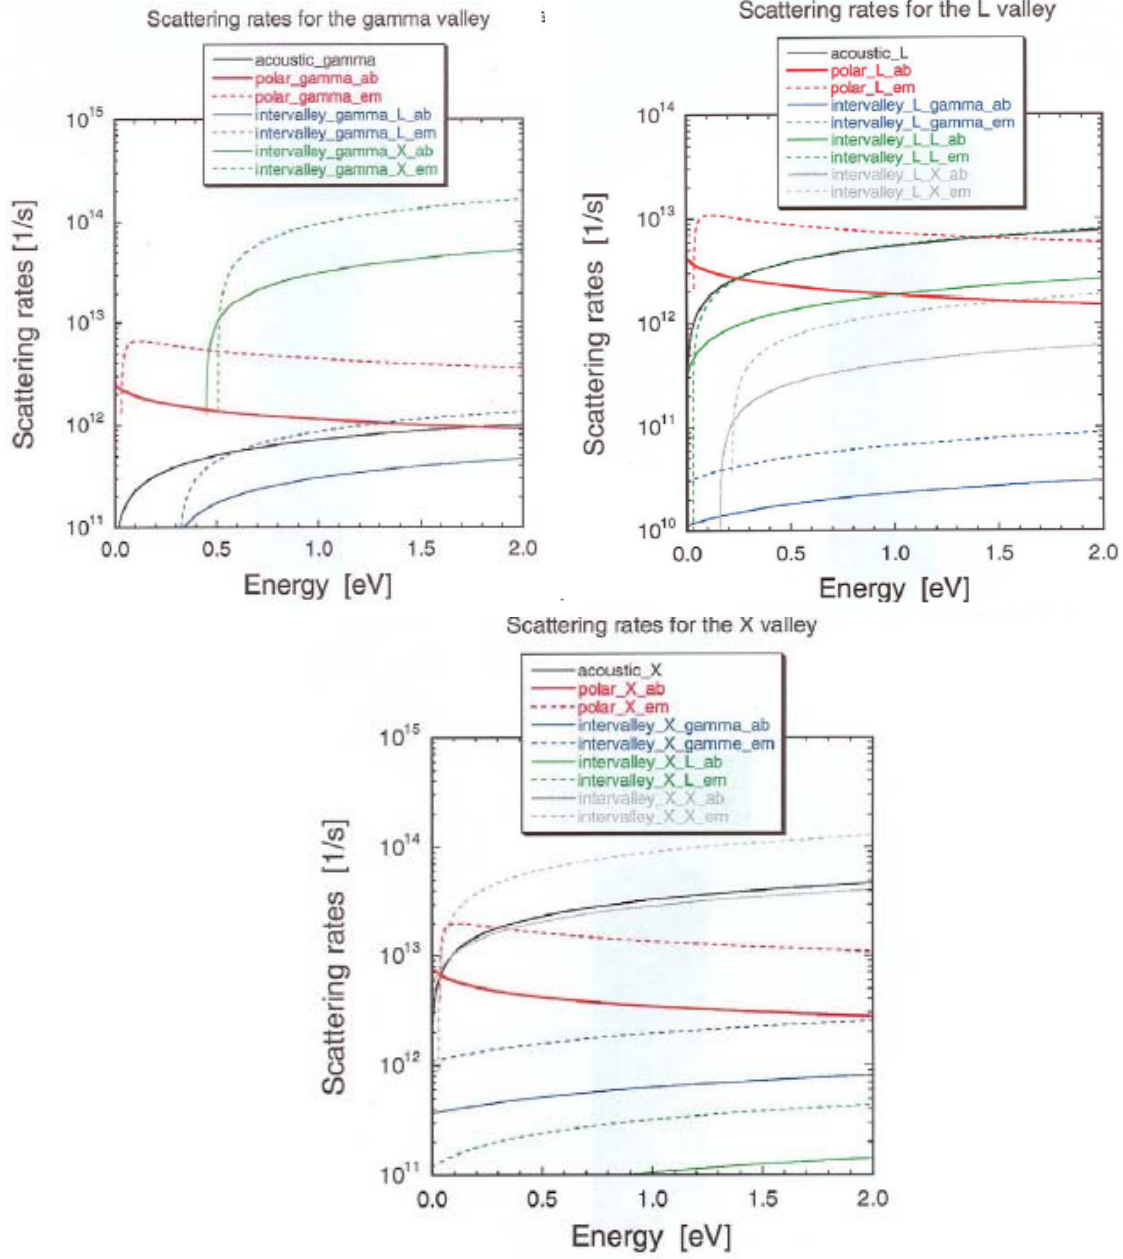 Scattering rates for the gamma valley
acoustic_gamma
polar_gamma_ab
polar_gamma_em
intervalley_gamma_L_ab
intervalley_gamma_L_em
intervalley_gamma_X_ab
intervalley_gamma_X_em
Scattering rates [1/s]
10^15
10^14
10^13
10^12
10^11
0.0 0.5 1.0 1.5 2.0
Energy [eV]
Scattering rates for the L valley
acoustic_L
polar_L_ab
polar_L_em
intervalley_L_gamma_ab
intervalley_L_gamma_em
intervalley_L_L_ab
intervalley_L_L_em
intervalley_L_X_ab
intervalley_L_X_em
Scattering rates [1/s]
10^14
10^13
10^12
10^11
10^10
0.0 0.5 1.0 1.5 2.0
Energy [eV]
Scattering rates for the X valley
acoustic_X
polar_X_ab
polar_X_em
intervalley_X_gamma_ab
intervalley_X_gamme_em
intervalley_X_L_ab
intervalley_X_L_em
intervalley_X_X_ab
intervalley_X_X_em
Scattering rates [1/s]
10^15
10^14
10^13
10^12
10^11
0.0 0.5 1.0 1.5 2.0
Energy [eV]